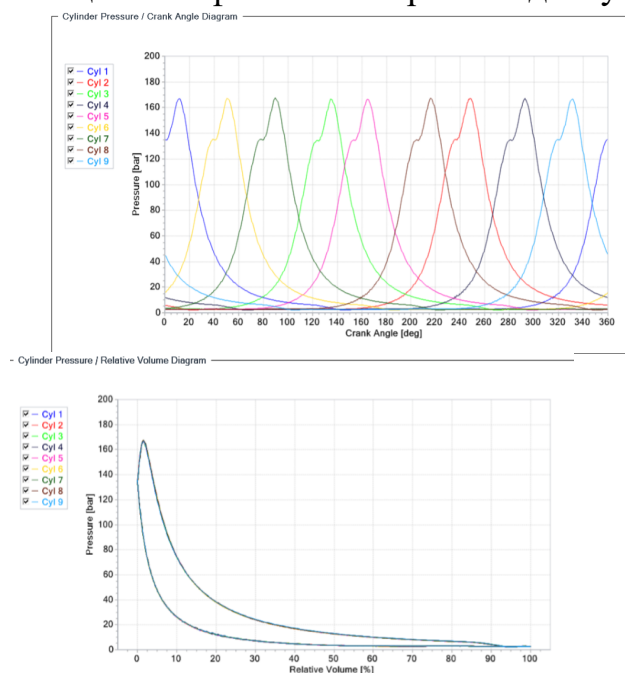 Cylinder Pressure / Crank Angle Diagram
Cyl 1
Cyl 2
Cyl 3
Cyl 4
Cyl 5
Cyl 6
Cyl 7
Cyl 8
Cyl 9
Pressure [bar]
200
180
160
140
120
100
80
60
40
20
0
0 20 40 60 80 100 120 140 160 180 200 220 240 260 280 300 320 340 360
Crank Angle [deg]
Cylinder Pressure / Relative Volume Diagram
Cyl 1
Cyl 2
Cyl 3
Cyl 4
Cyl 5
Cyl 6
Cyl 7
Cyl 8
Cyl 9
Pressure [bar]
200
180
160
140
120
100
80
60
40
20
0
0 10 20 30 40 50 60 70 80 90 100
Relative Volume [%]